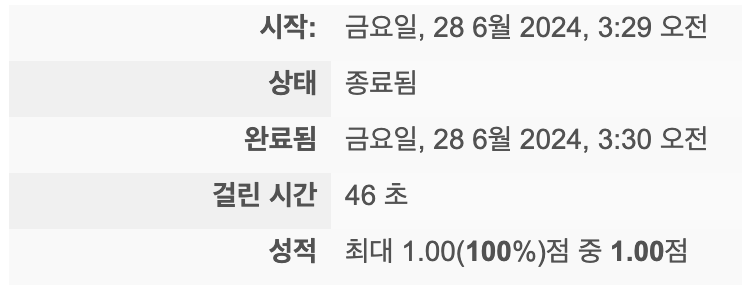 시작: 금요일, 28 6월 2024, 3:29 오전
상태 종료됨
완료됨 금요일, 28 6월 2024, 3:30 오전
걸린 시간 46 초
성적 최대 1.00(100%)점 중 1.00점